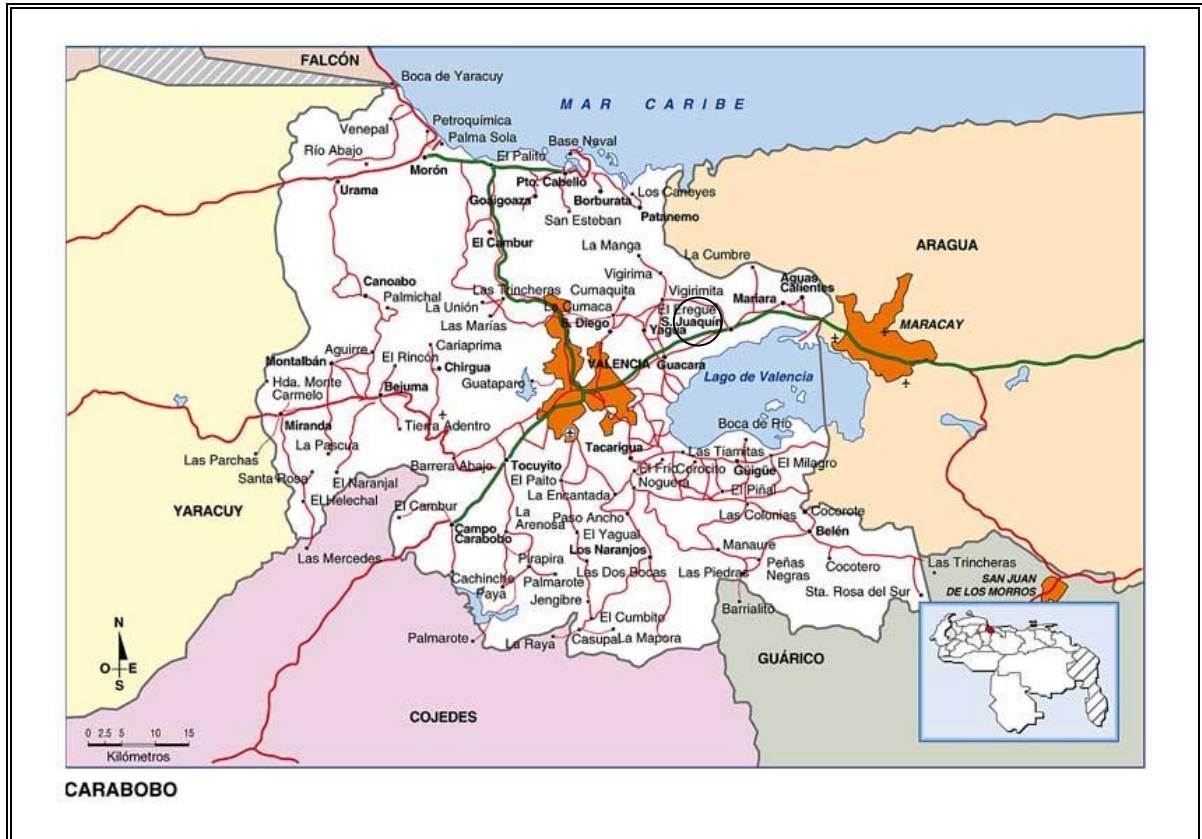 FALCÓN
Boca de Yaracuy
MAR CARIBE
Petroquímica
Venepal
Palma Sola
Base Naval
Río Abajo
El Palito
Morón
Pto. Cabello
Urama
Goaigoaza
Borburata
Los Caneyes
San Esteban
Patanemo
El Cambur
La Manga
La Cumbre
ARAGUA
Vigirima
Aguas
Calientes
Canoabo
Las Trincheras
Cumaquita
Vigirimita
Mariara
Palmichal
La Unión
La Cumaca
El Eregue
S. Juaquín
MARACAY
Las Marías
S. Diego
Yagua
Aguirre
Cariaprima
El Rincón
Montalbán
Chirgua
VALENCIA
Guacara
Hda. Monte
Carmelo
Bejuma
Guataparo
Lago de Valencia
Miranda
Tierra Adentro
Boca de Río
La Pascua
Tacarigua
Las Tiamitas
Las Parchas
Barrera Abajo
Tocuyito
El Frío
Corocito
Güigüe
El Milagro
Santa Rosa
El Naranjal
El Paito
Noguera
El Helechal
La Encantada
El Piñal
YARACUY
El Cambur
La
Arenosa
Paso Ancho
Las Colonias
Cocorote
Campo
Carabobo
El Yagual
Belén
Las Mercedes
Los Naranjos
Manaure
Pirapira
Peñas
Negras
Cocotero
Las Trincheras
Cachinche
Palmarote
Las Dos Bocas
Las Piedras
SAN JUAN
DE LOS MORROS
Paya
Jengibre
Sta. Rosa del Sur
Barrialito
El Cumbito
Palmarote
La Raya
Casupal
La Mapora
GUÁRICO
N
O E
S
COJEDES
0 2.5 5 10 15
Kilómetros
CARABOBO